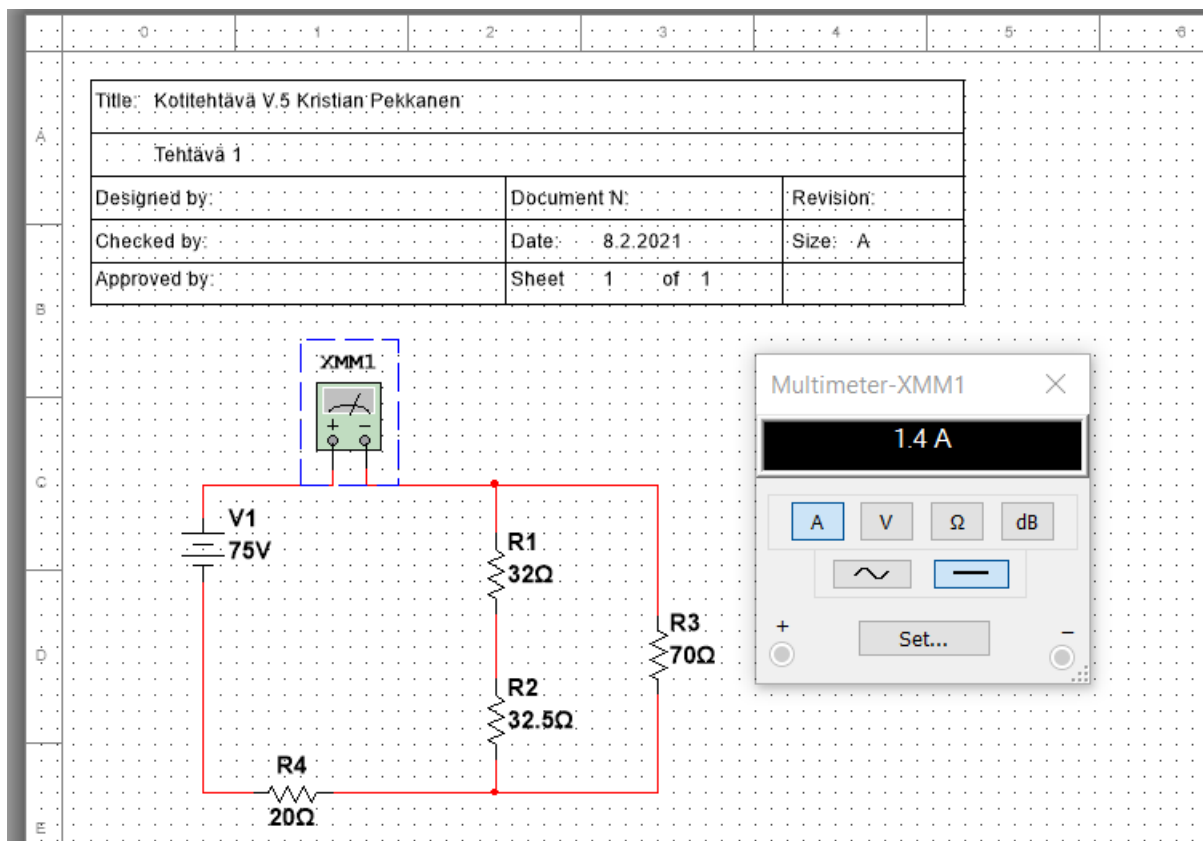 0 1 2 3 4 5 6
A
B
C
D
E
Title: Kotitehtävä V.5 Kristian Pekkanen
Tehtävä 1
Designed by: Document N: Revision:
Checked by: Date: 8.2.2021 Size: A
Approved by: Sheet 1 of 1
XMM1
+ −
V1
75V
R1
32Ω
R2
32.5Ω
R3
70Ω
R4
20Ω
Multimeter-XMM1
1.4 A
A V Ω dB
+ Set... −